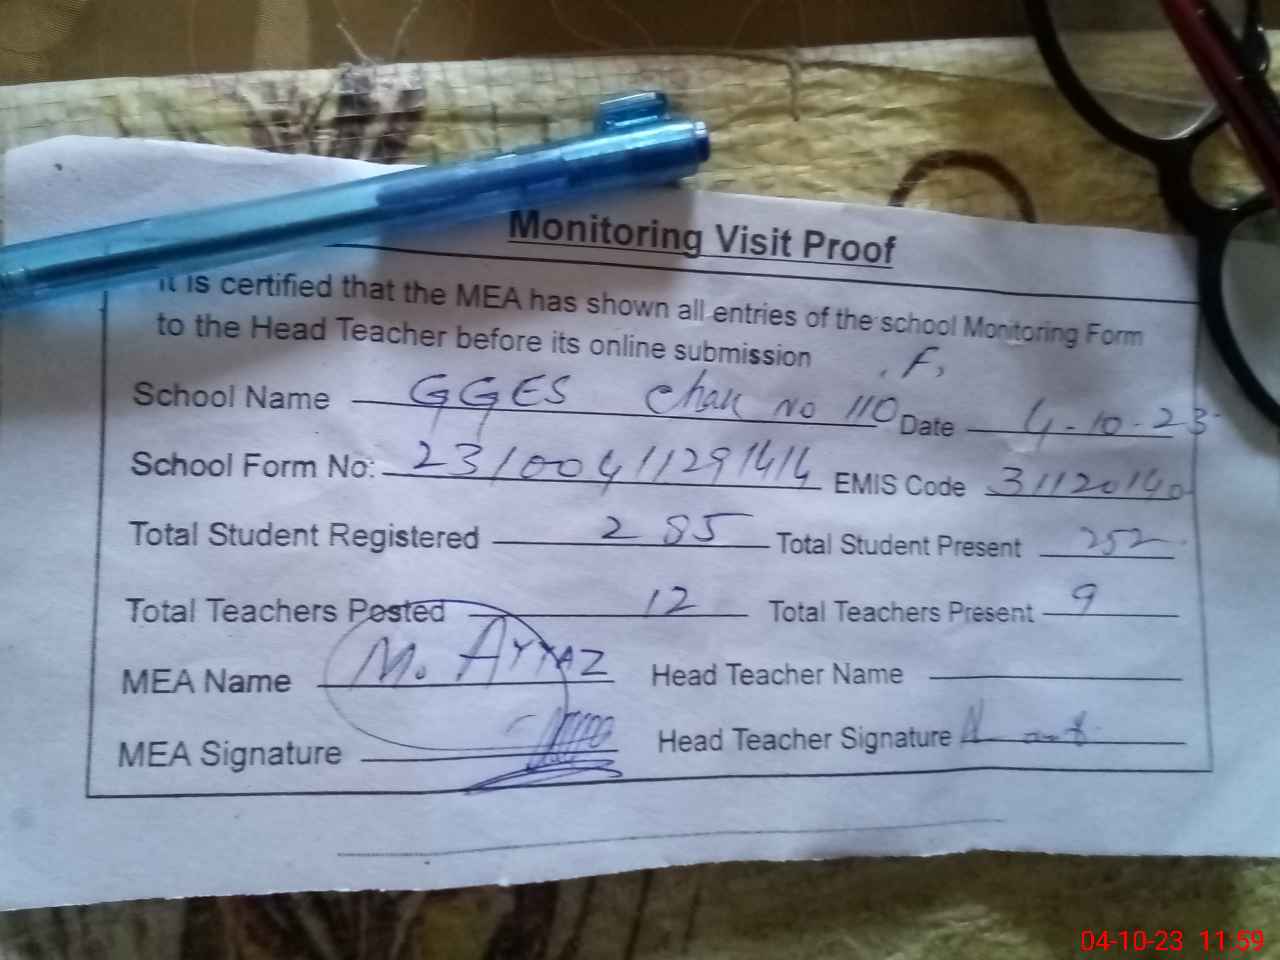 Monitoring Visit Proof
It is certified that the MEA has shown all entries of the school Monitoring Form
to the Head Teacher before its online submission
School Name GGES Chak No 110 .F, Date 4-10-23
School Form No: 23100411291414 EMIS Code 31120140
Total Student Registered 285 Total Student Present 252
Total Teachers Posted 12 Total Teachers Present 9
MEA Name M. AYYAZ Head Teacher Name
MEA Signature Head Teacher Signature
04-10-23 11:59